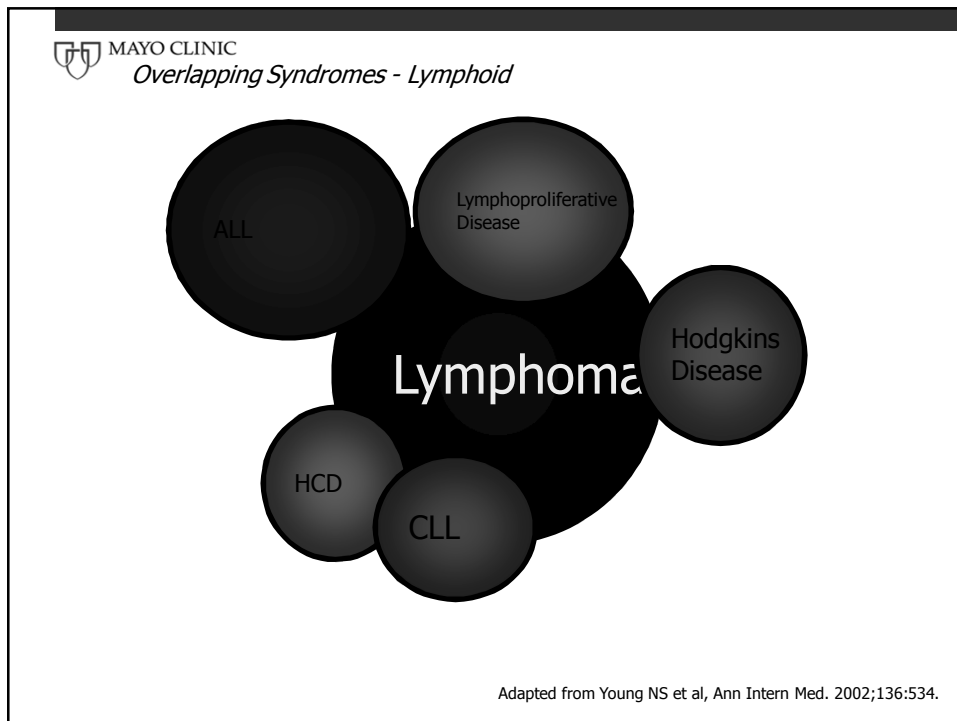 MAYO CLINIC
Overlapping Syndromes - Lymphoid
ALL
Lymphoproliferative
Disease
Hodgkins
Disease
Lymphoma
HCD
CLL
Adapted from Young NS et al, Ann Intern Med. 2002;136:534.